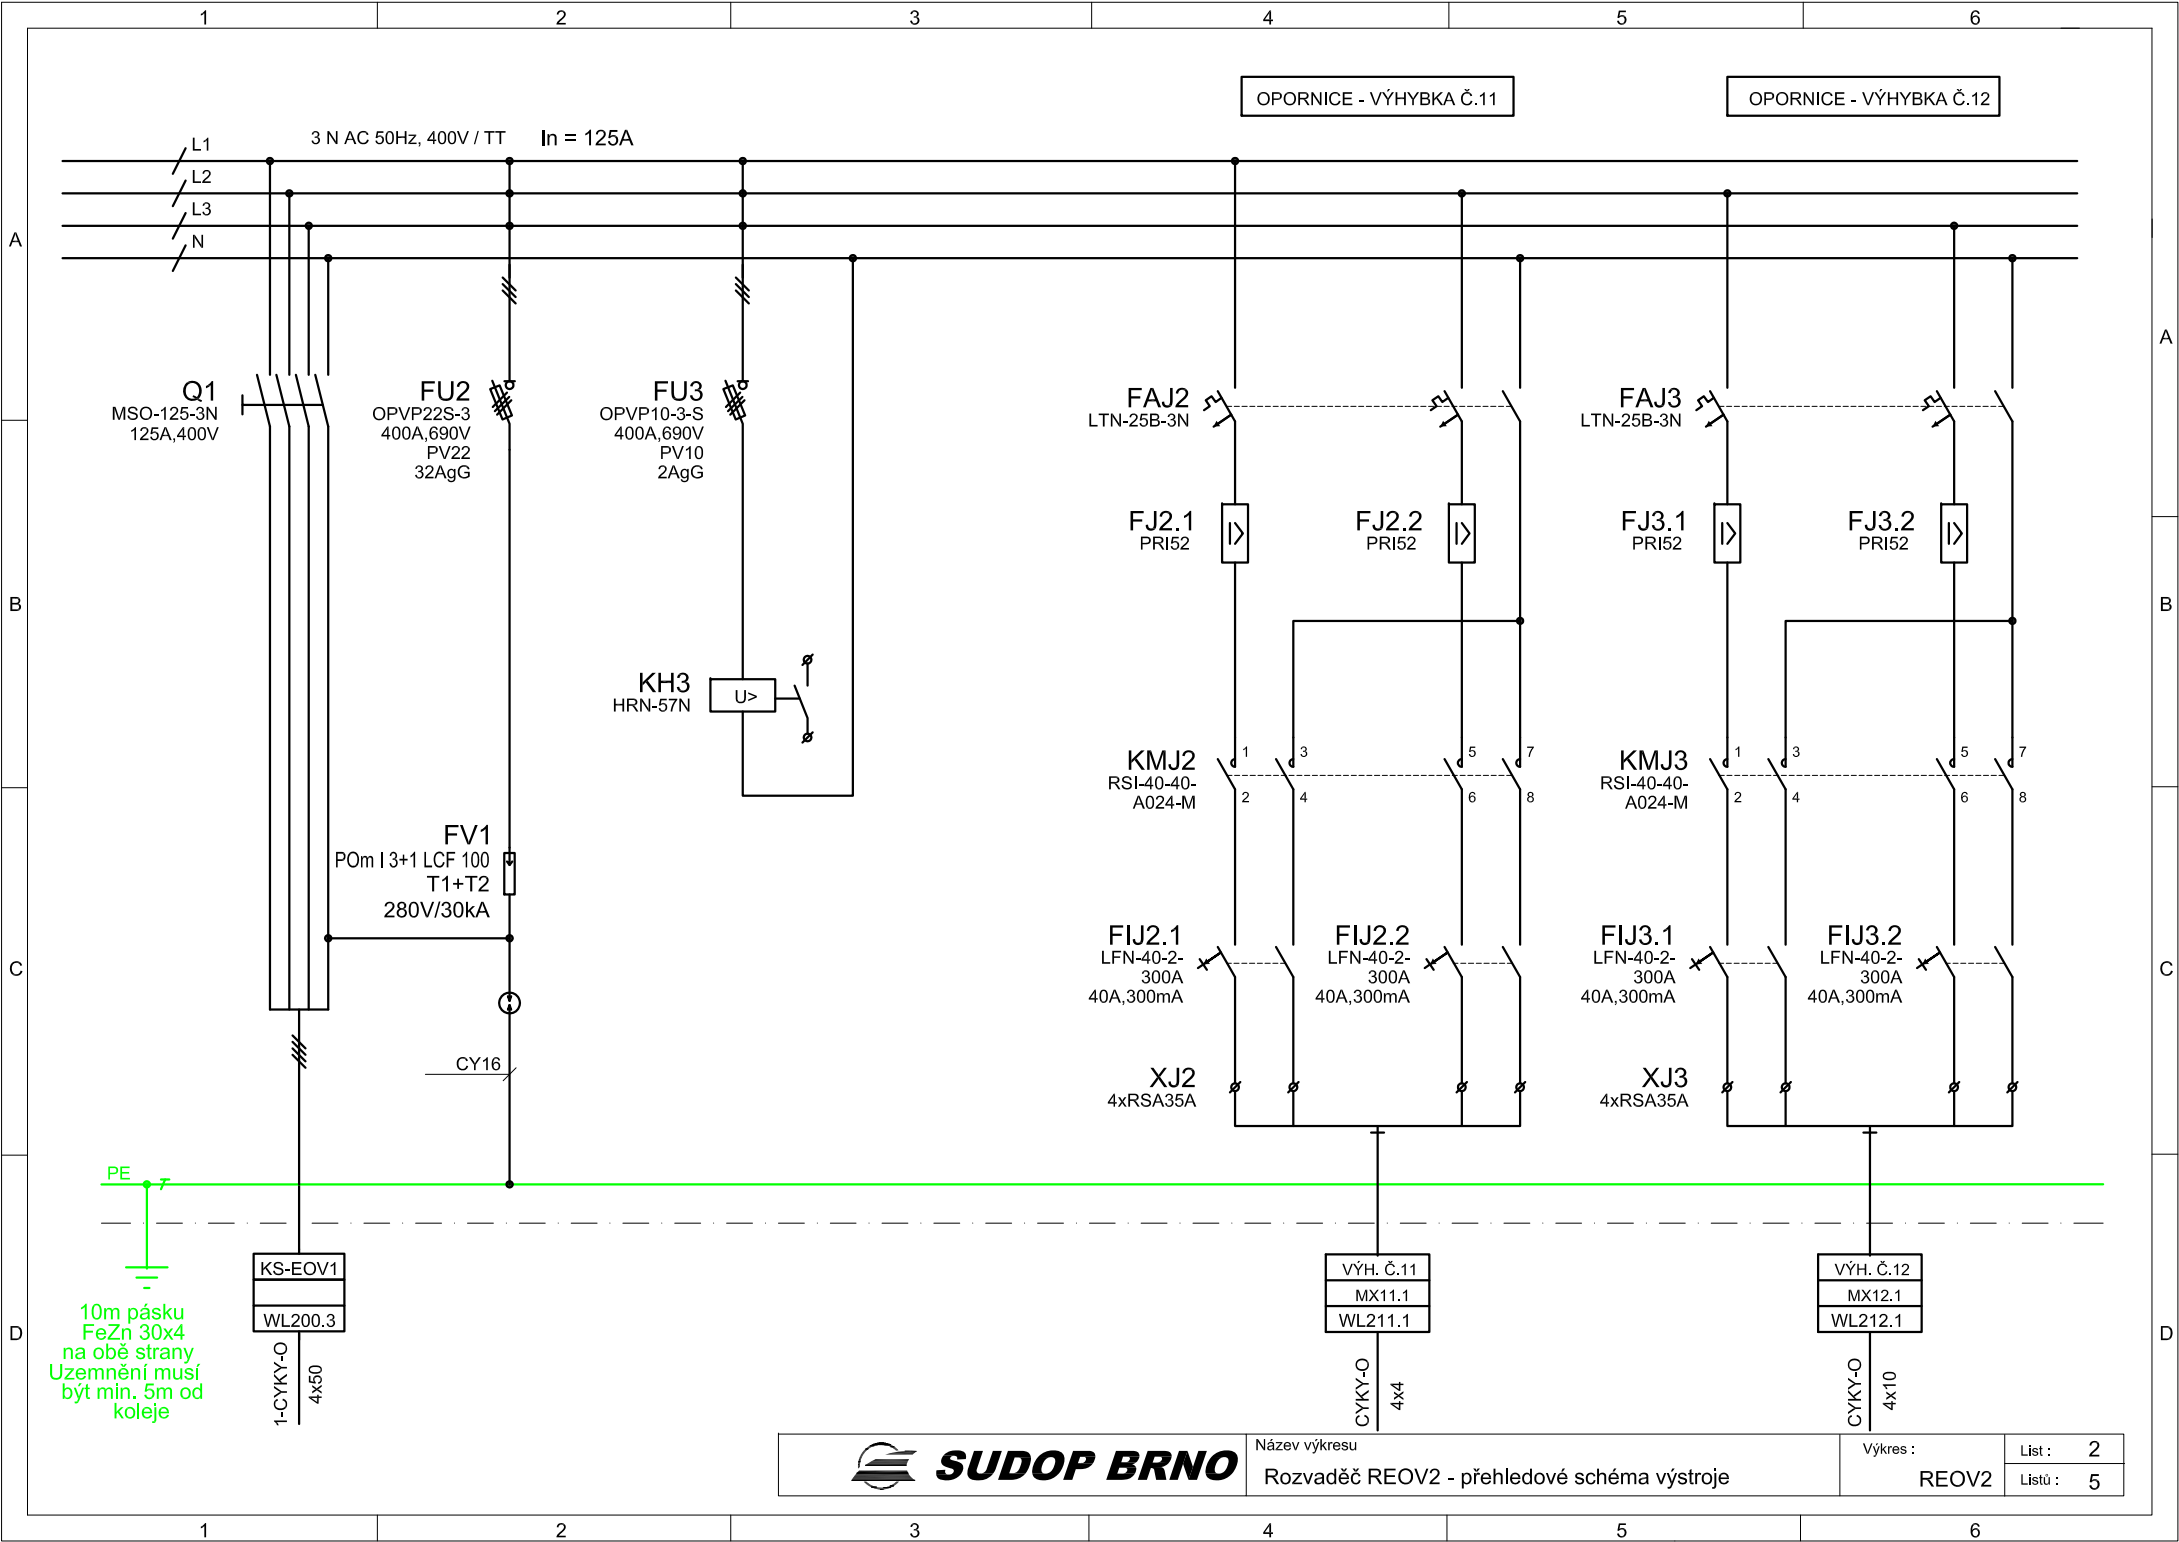 1 2 3 4 5 6
OPORNICE - VÝHYBKA Č.11
OPORNICE - VÝHYBKA Č.12
3 N AC 50Hz, 400V / TT In = 125A
L1
L2
L3
N
A
A
Q1
MSO-125-3N
125A,400V
FU2
OPVP22S-3
400A,690V
PV22
32AgG
FU3
OPVP10-3-S
400A,690V
PV10
2AgG
FAJ2
LTN-25B-3N
FAJ3
LTN-25B-3N
FJ2.1
PRI52
FJ2.2
PRI52
FJ3.1
PRI52
FJ3.2
PRI52
B
B
KH3
HRN-57N
U>
KMJ2
RSI-40-40-
A024-M
1 3 5 7
2 4 6 8
KMJ3
RSI-40-40-
A024-M
1 3 5 7
2 4 6 8
FV1
POm I 3+1 LCF 100
T1+T2
280V/30kA
FIJ2.1
LFN-40-2-
300A
40A,300mA
FIJ2.2
LFN-40-2-
300A
40A,300mA
FIJ3.1
LFN-40-2-
300A
40A,300mA
FIJ3.2
LFN-40-2-
300A
40A,300mA
C
C
CY16
XJ2
4xRSA35A
XJ3
4xRSA35A
PE
10m pásku
FeZn 30x4
na obě strany
Uzemnění musí
být min. 5m od
koleje
KS-EOV1
WL200.3
1-CYKY-O
4x50
VÝH. Č.11
MX11.1
WL211.1
CYKY-O
4x4
VÝH. Č.12
MX12.1
WL212.1
CYKY-O
4x10
D
D
SUDOP BRNO
Název výkresu
Rozvaděč REOV2 - přehledové schéma výstroje
Výkres :
REOV2
List : 2
Listů : 5
1 2 3 4 5 6